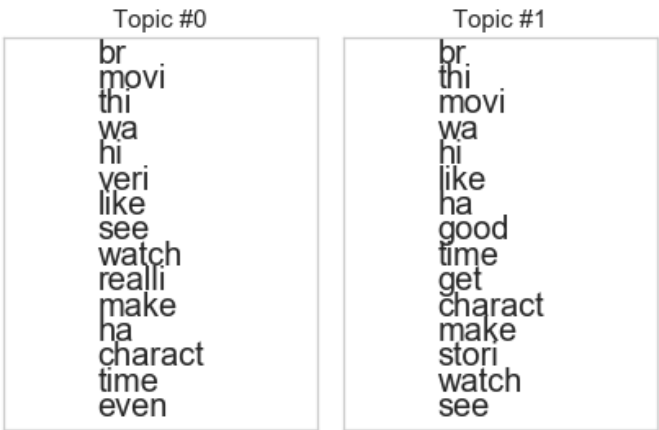 Topic #0
br
movi
thi
wa
hi
veri
like
see
watch
realli
make
ha
charact
time
even
Topic #1
br
thi
movi
wa
hi
like
ha
good
time
get
charact
make
stori
watch
see